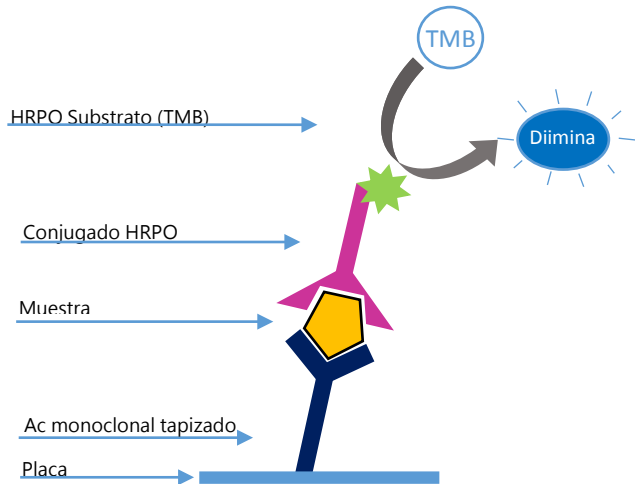 TMB
HRPO Substrato (TMB)
Diimina
Conjugado HRPO
Muestra
Ac monoclonal tapizado
Placa